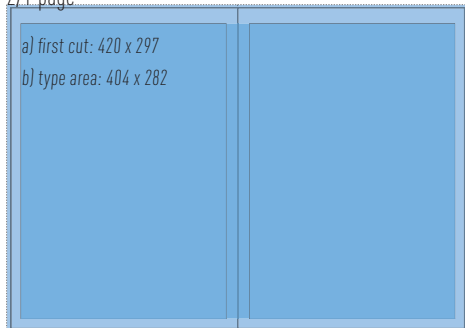 2/1 page
a) first cut: 420 x 297
b) type area: 404 x 282